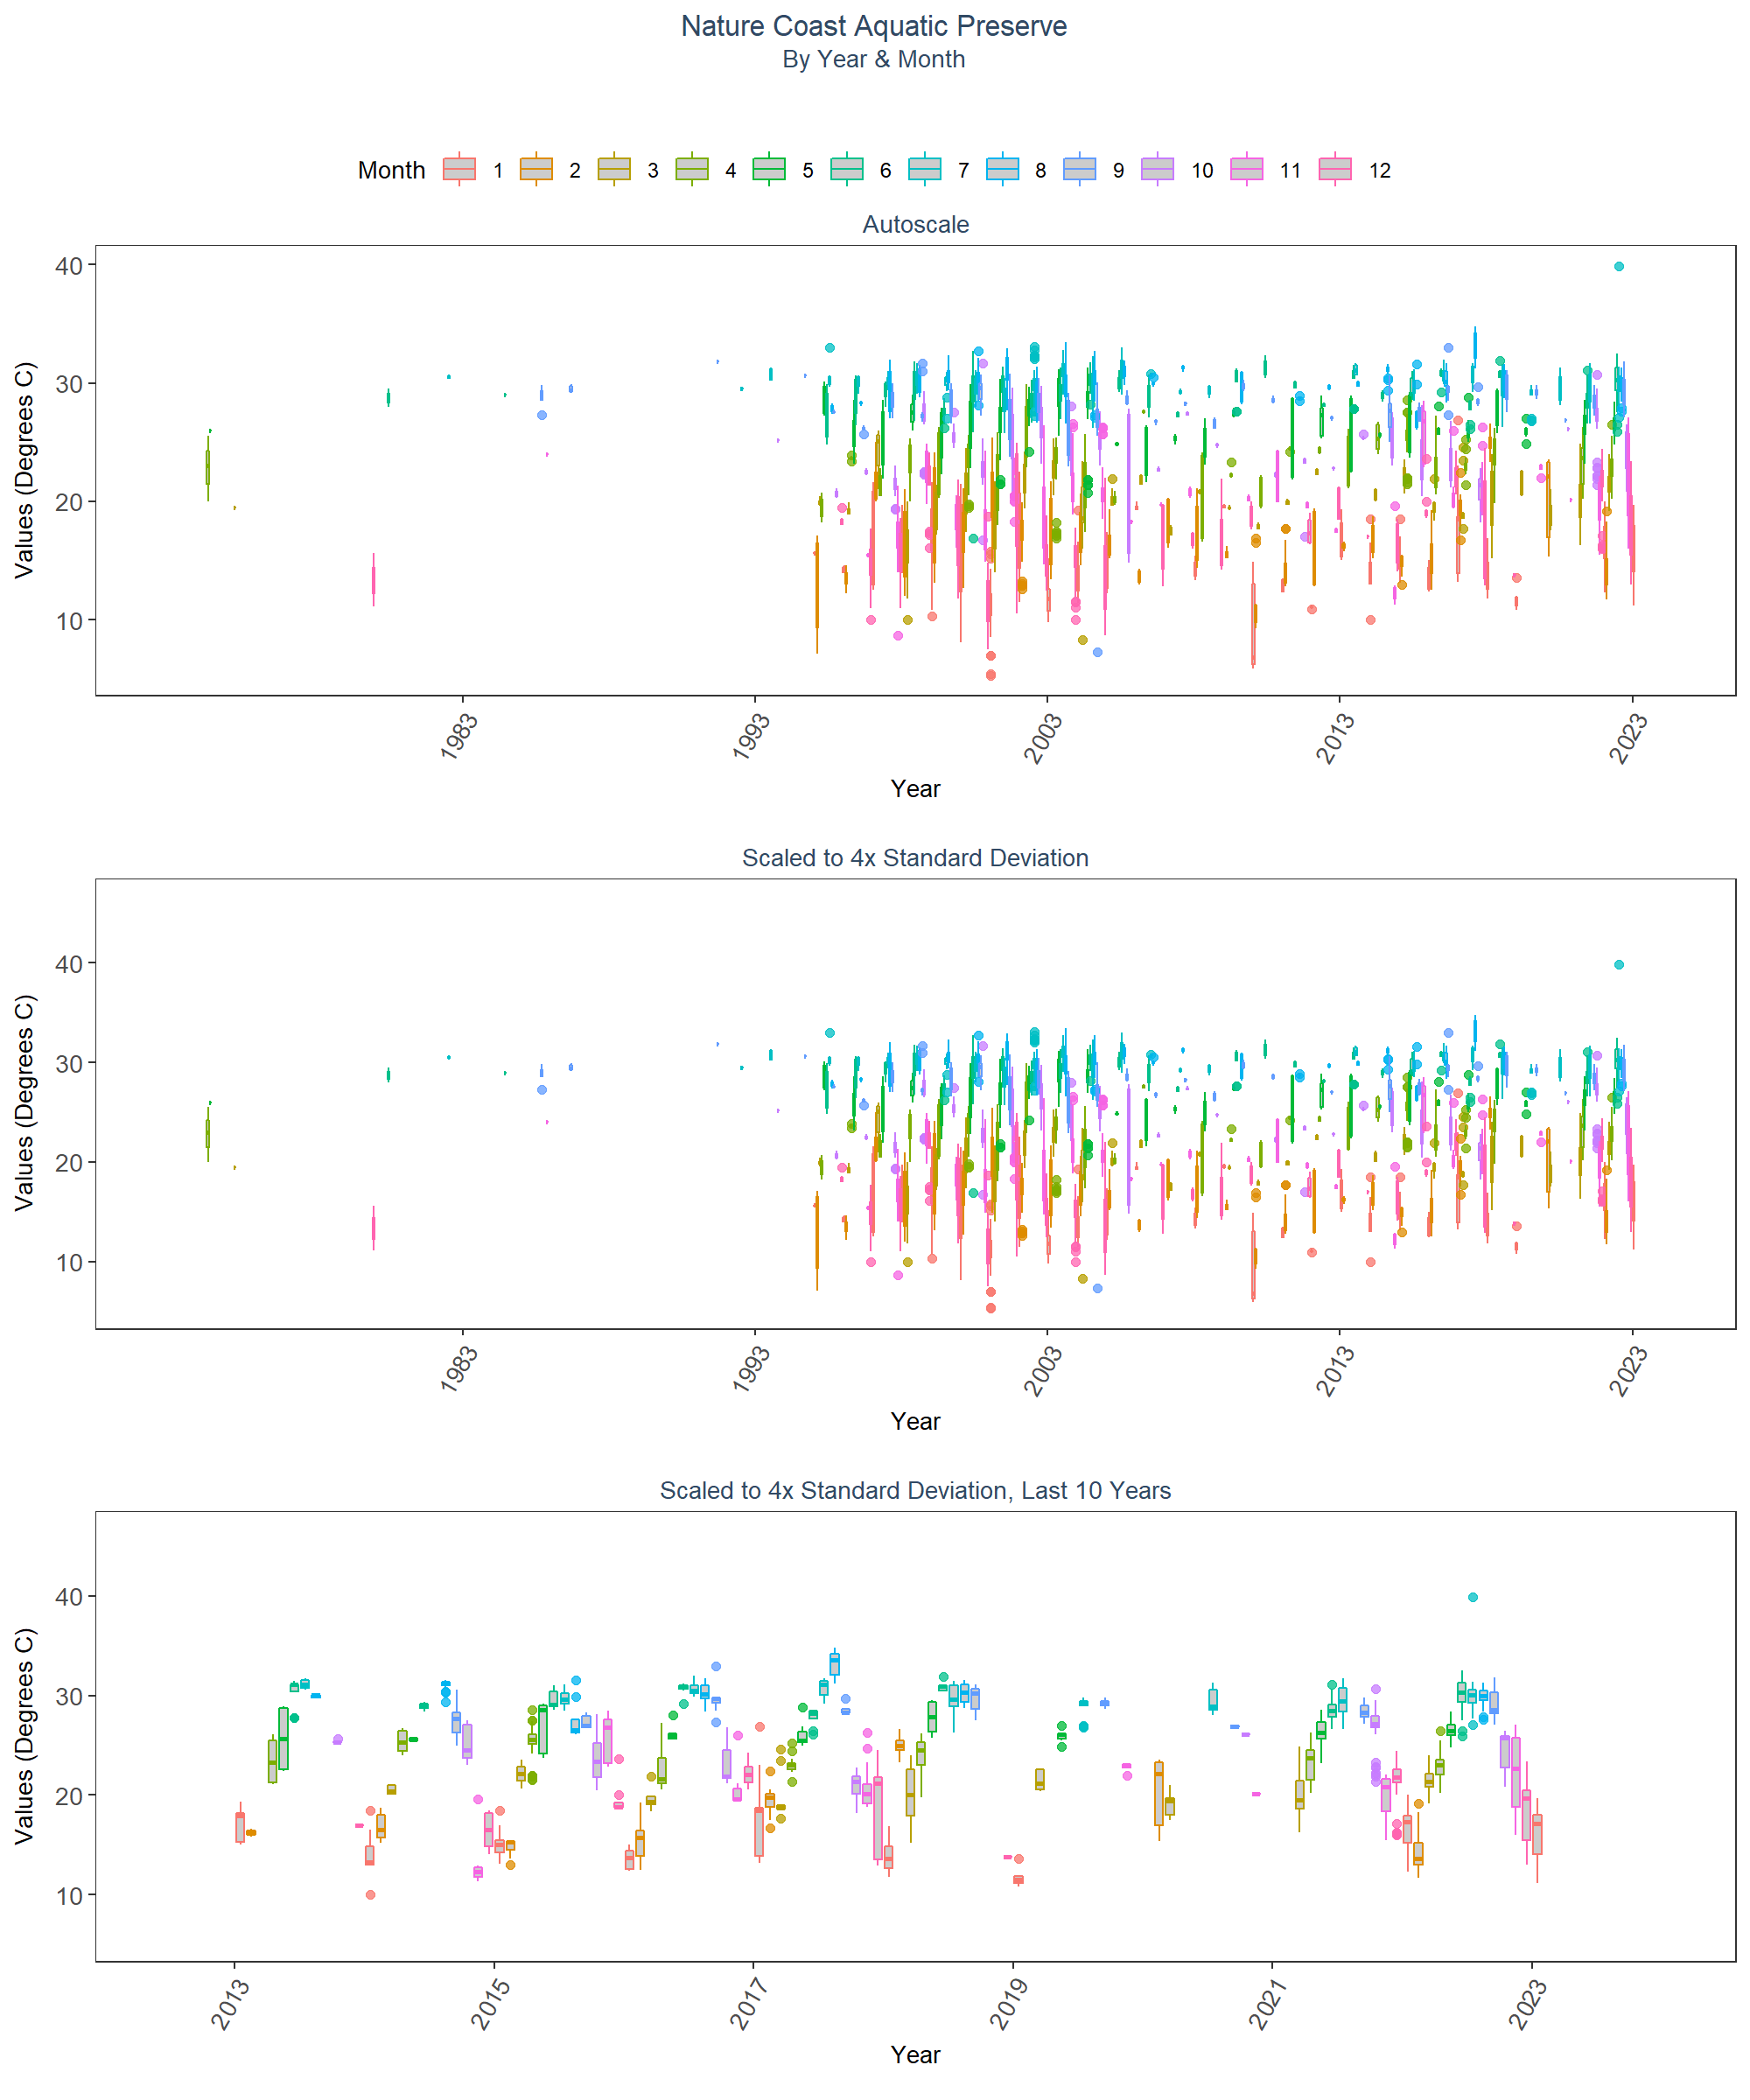 Nature Coast Aquatic Preserve
By Year & Month
Month 1 2 3 4 5 6 7 8 9 10 11 12
Autoscale
Values (Degrees C)
40
30
20
10
1983 1993 2003 2013 2023
Year
Scaled to 4x Standard Deviation
Values (Degrees C)
40
30
20
10
1983 1993 2003 2013 2023
Year
Scaled to 4x Standard Deviation, Last 10 Years
Values (Degrees C)
40
30
20
10
2013 2015 2017 2019 2021 2023
Year